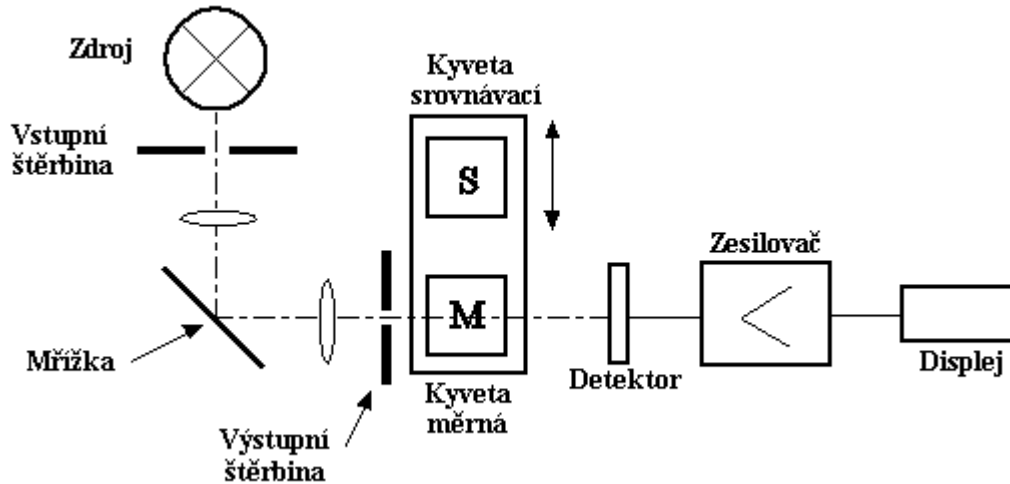 Zdroj
Vstupní
štěrbina
Mřížka
Výstupní
štěrbina
Kyveta
srovnávací
S
M
Kyveta
měrná
Detektor
Zesilovač
Displej